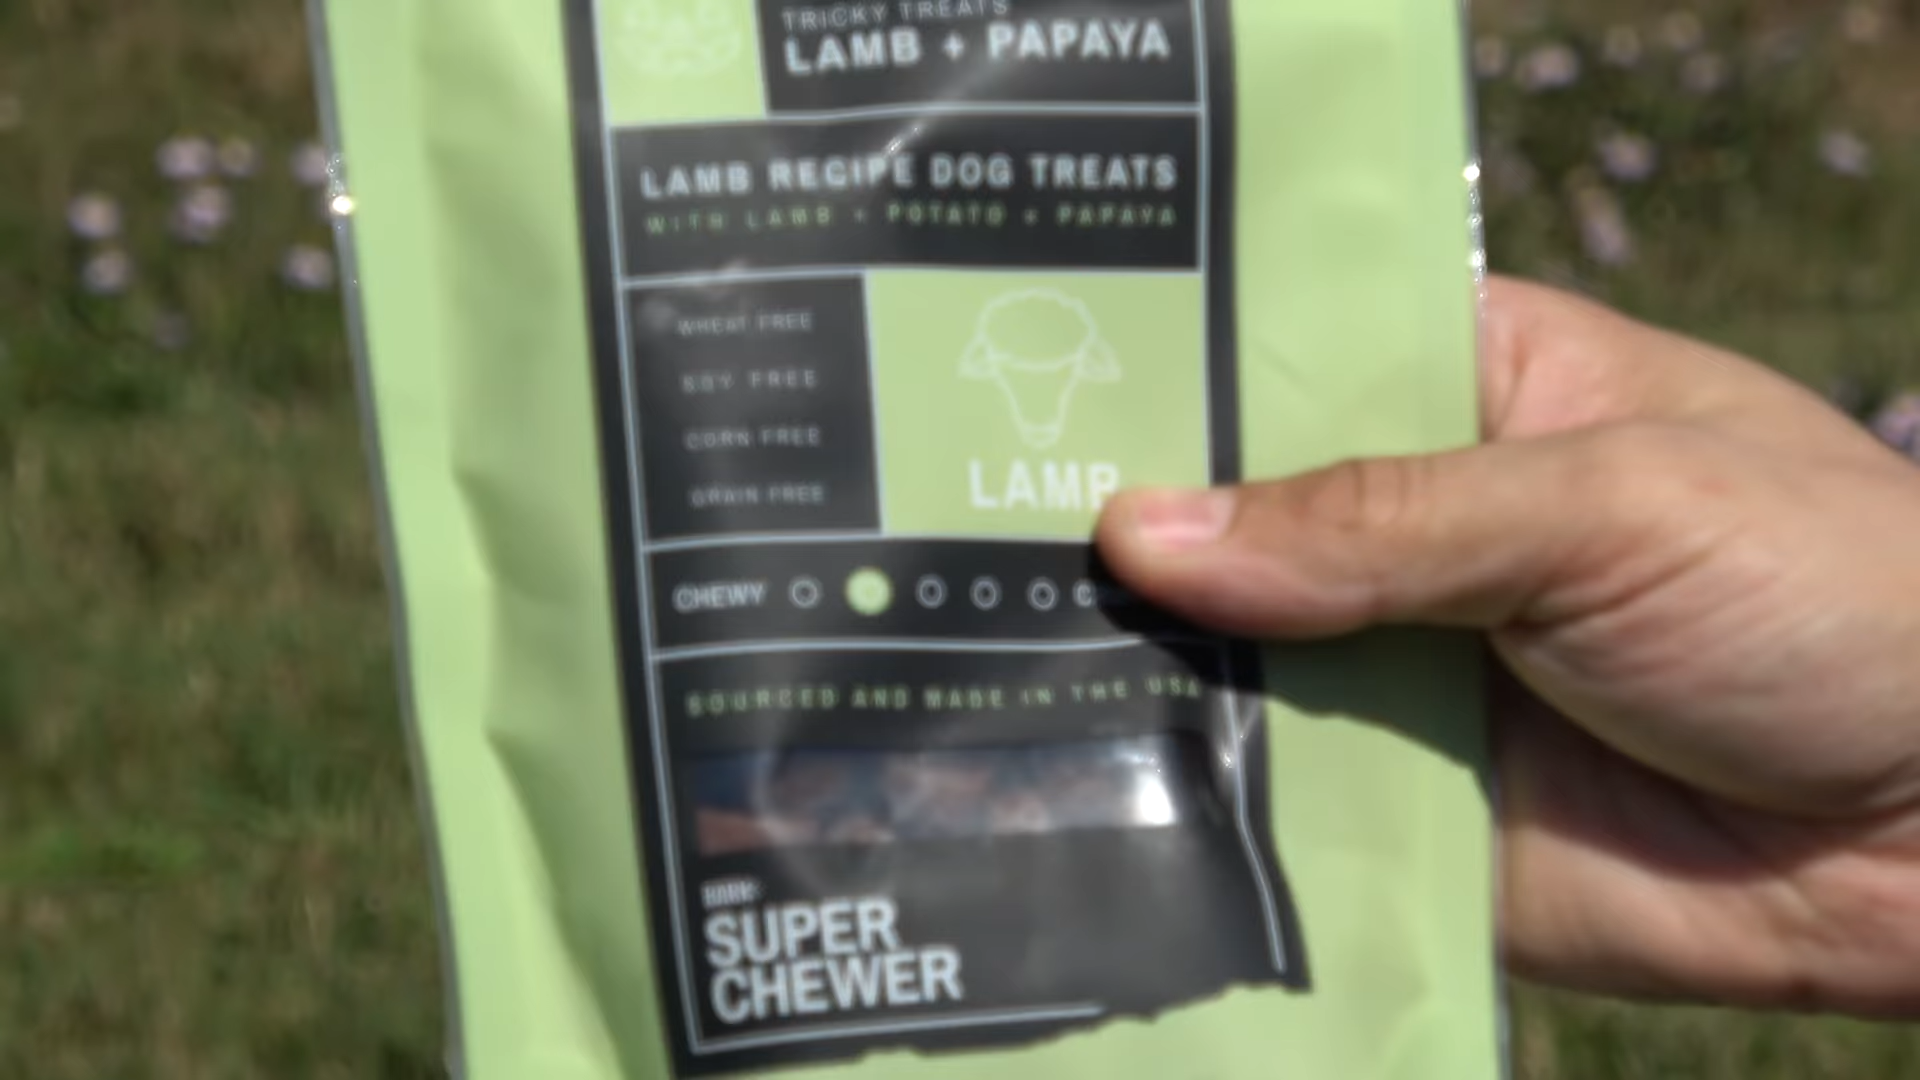 TRICKY TREATS
LAMB + PAPAYA
LAMB RECIPE DOG TREATS
WITH LAMB • POTATO • PAPAYA
WHEAT FREE
SOY FREE
CORN FREE
GRAIN FREE
LAMB
CHEWY
SOURCED AND MADE IN THE USA
BARK
SUPER
CHEWER